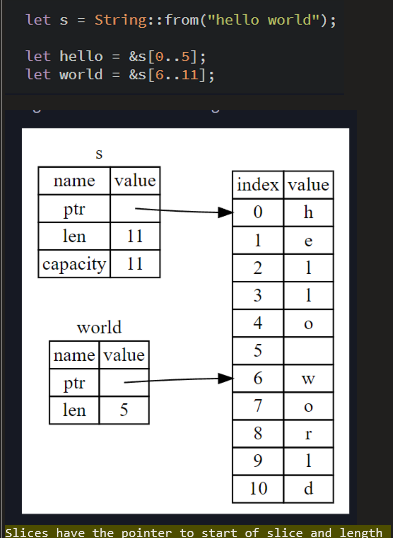 let s = String::from("hello world");
let hello = &s[0..5];
let world = &s[6..11];
s
name value
ptr
len 11
capacity 11
world
name value
ptr
len 5
index value
0 h
1 e
2 l
3 l
4 o
5
6 w
7 o
8 r
9 l
10 d
Slices have the pointer to start of slice and length